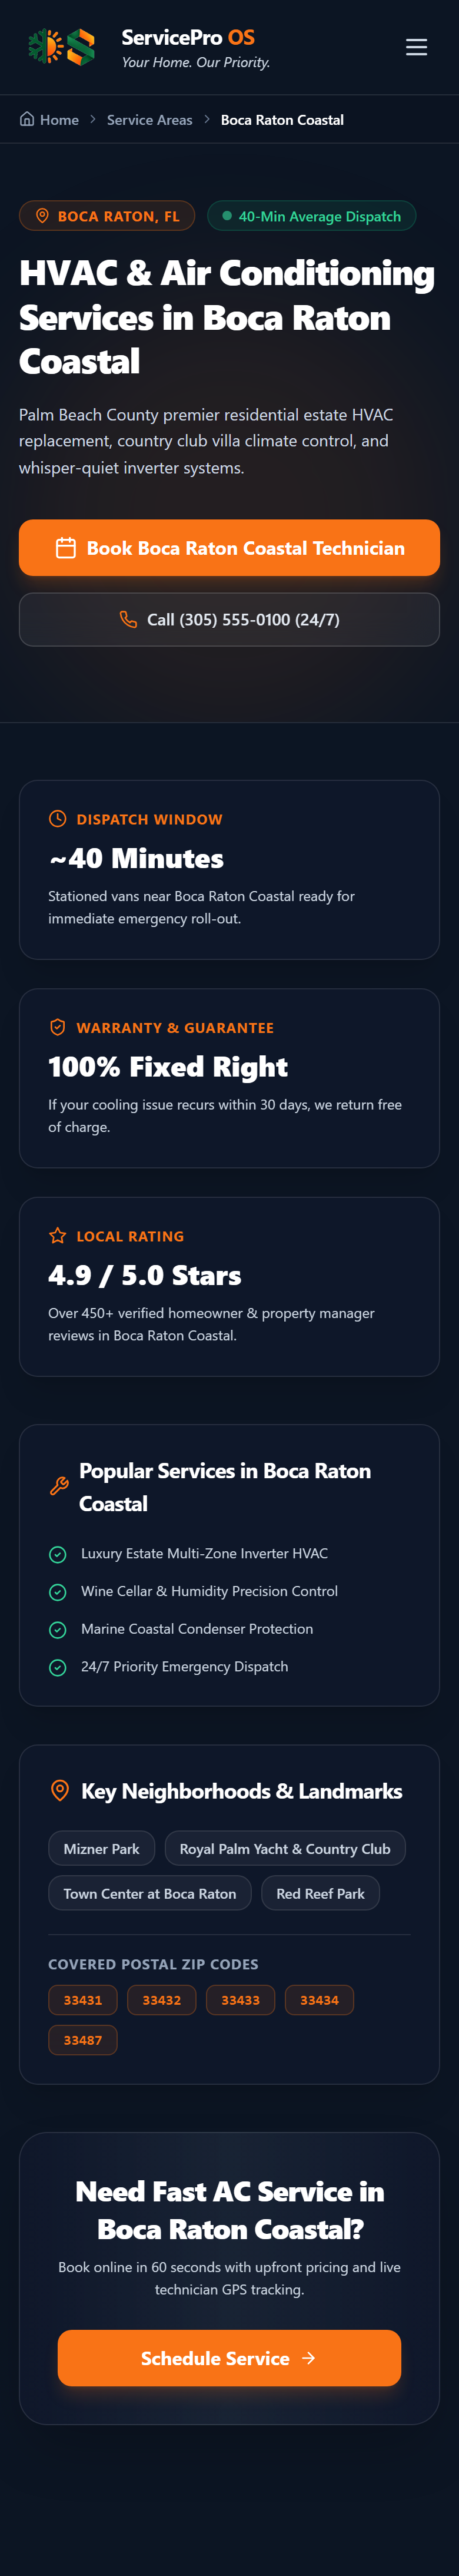 ServicePro OS
Your Home. Our Priority.
Home > Service Areas > Boca Raton Coastal
BOCA RATON, FL
40-Min Average Dispatch
HVAC & Air Conditioning
Services in Boca Raton
Coastal
Palm Beach County premier residential estate HVAC
replacement, country club villa climate control, and
whisper-quiet inverter systems.
Book Boca Raton Coastal Technician
Call (305) 555-0100 (24/7)
DISPATCH WINDOW
~40 Minutes
Stationed vans near Boca Raton Coastal ready for
immediate emergency roll-out.
WARRANTY & GUARANTEE
100% Fixed Right
If your cooling issue recurs within 30 days, we return free
of charge.
LOCAL RATING
4.9 / 5.0 Stars
Over 450+ verified homeowner & property manager
reviews in Boca Raton Coastal.
Popular Services in Boca Raton
Coastal
Luxury Estate Multi-Zone Inverter HVAC
Wine Cellar & Humidity Precision Control
Marine Coastal Condenser Protection
24/7 Priority Emergency Dispatch
Key Neighborhoods & Landmarks
Mizner Park
Royal Palm Yacht & Country Club
Town Center at Boca Raton
Red Reef Park
COVERED POSTAL ZIP CODES
33431
33432
33433
33434
33487
Need Fast AC Service in
Boca Raton Coastal?
Book online in 60 seconds with upfront pricing and live
technician GPS tracking.
Schedule Service →